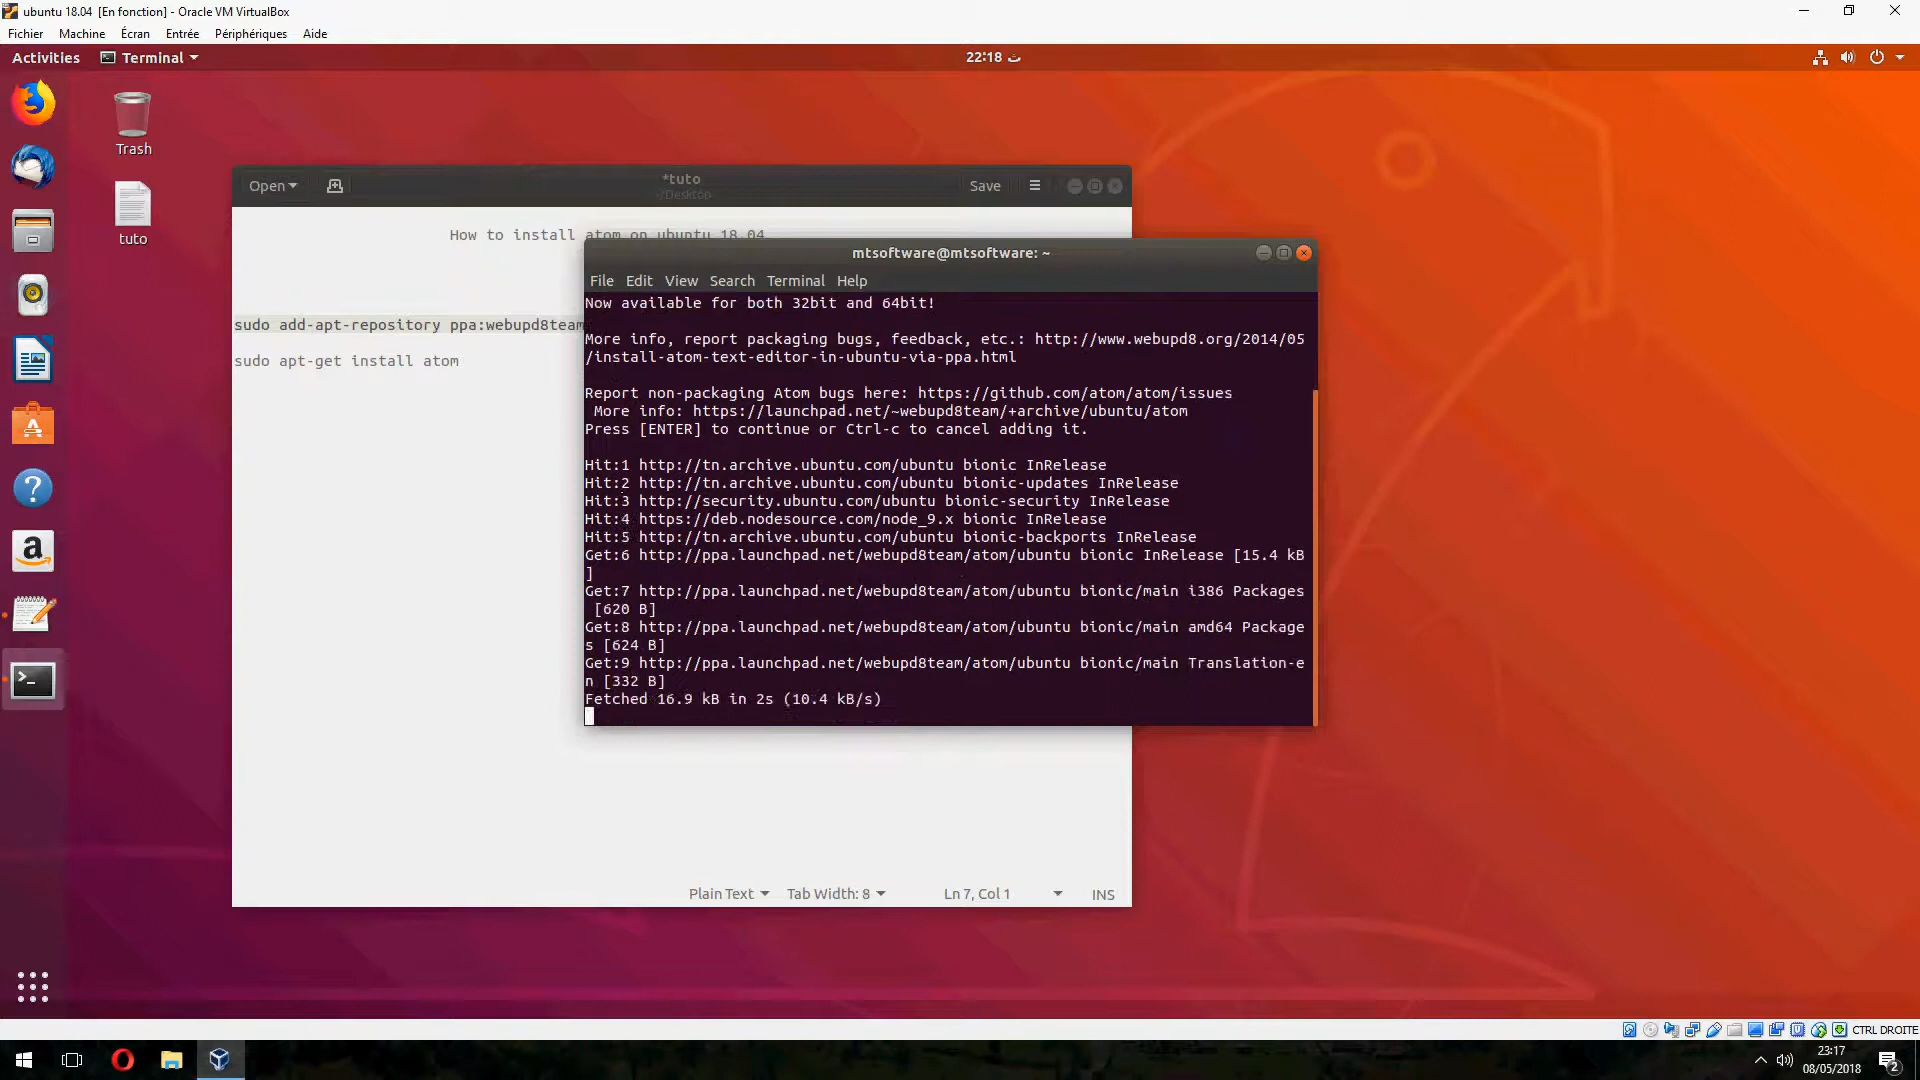 ubuntu 18.04 [En fonction] - Oracle VM VirtualBox
Fichier Machine Écran Entrée Périphériques Aide
Activities Terminal 22:18 ث
Trash
tuto
Open *tuto Save
~/Desktop
How to install atom on ubuntu 18.04
sudo add-apt-repository ppa:webupd8team
sudo apt-get install atom
mtsoftware@mtsoftware: ~
File Edit View Search Terminal Help
Now available for both 32bit and 64bit!
More info, report packaging bugs, feedback, etc.: http://www.webupd8.org/2014/05
/install-atom-text-editor-in-ubuntu-via-ppa.html
Report non-packaging Atom bugs here: https://github.com/atom/atom/issues
More info: https://launchpad.net/~webupd8team/+archive/ubuntu/atom
Press [ENTER] to continue or Ctrl-c to cancel adding it.
Hit:1 http://tn.archive.ubuntu.com/ubuntu bionic InRelease
Hit:2 http://tn.archive.ubuntu.com/ubuntu bionic-updates InRelease
Hit:3 http://security.ubuntu.com/ubuntu bionic-security InRelease
Hit:4 https://deb.nodesource.com/node_9.x bionic InRelease
Hit:5 http://tn.archive.ubuntu.com/ubuntu bionic-backports InRelease
Get:6 http://ppa.launchpad.net/webupd8team/atom/ubuntu bionic InRelease [15.4 kB
]
Get:7 http://ppa.launchpad.net/webupd8team/atom/ubuntu bionic/main i386 Packages
[620 B]
Get:8 http://ppa.launchpad.net/webupd8team/atom/ubuntu bionic/main amd64 Package
s [624 B]
Get:9 http://ppa.launchpad.net/webupd8team/atom/ubuntu bionic/main Translation-e
n [332 B]
Fetched 16.9 kB in 2s (10.4 kB/s)
Plain Text Tab Width: 8 Ln 7, Col 1 INS
CTRL DROITE
23:17
08/05/2018
2